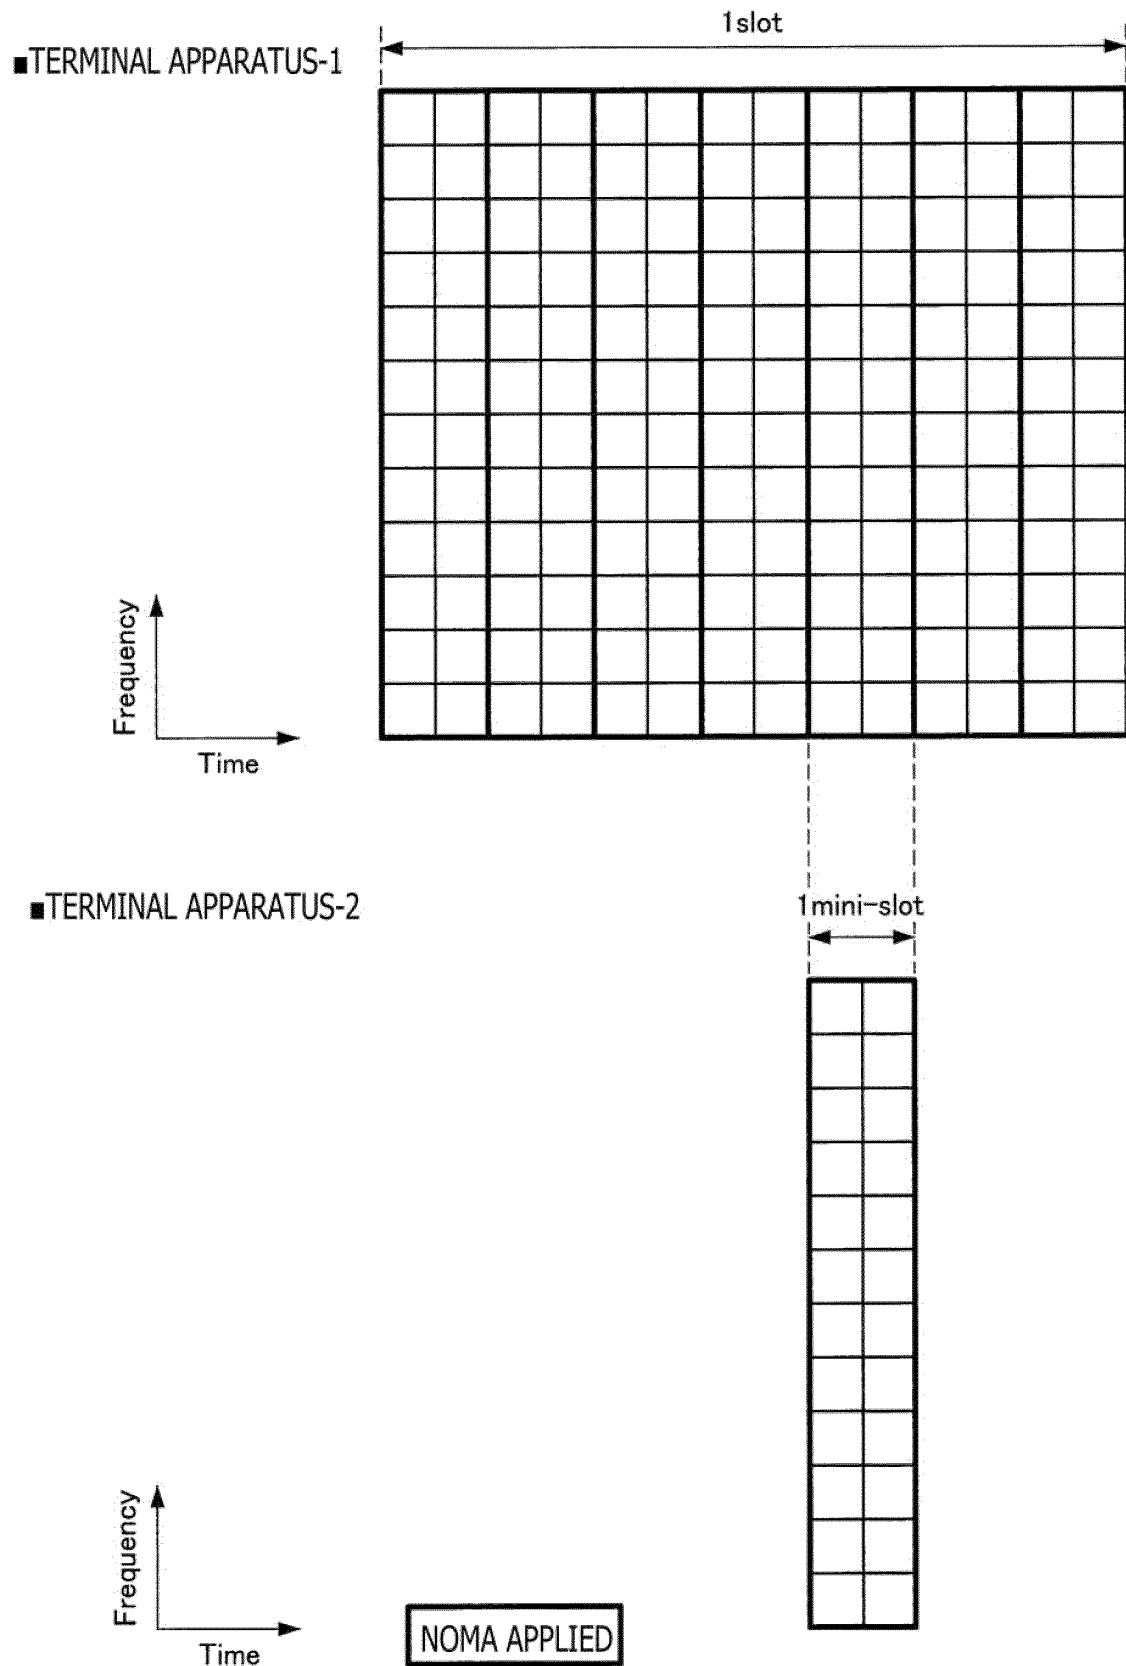 1slot
■TERMINAL APPARATUS-1
Frequency
Time
■TERMINAL APPARATUS-2
1mini-slot
Frequency
Time
NOMA APPLIED